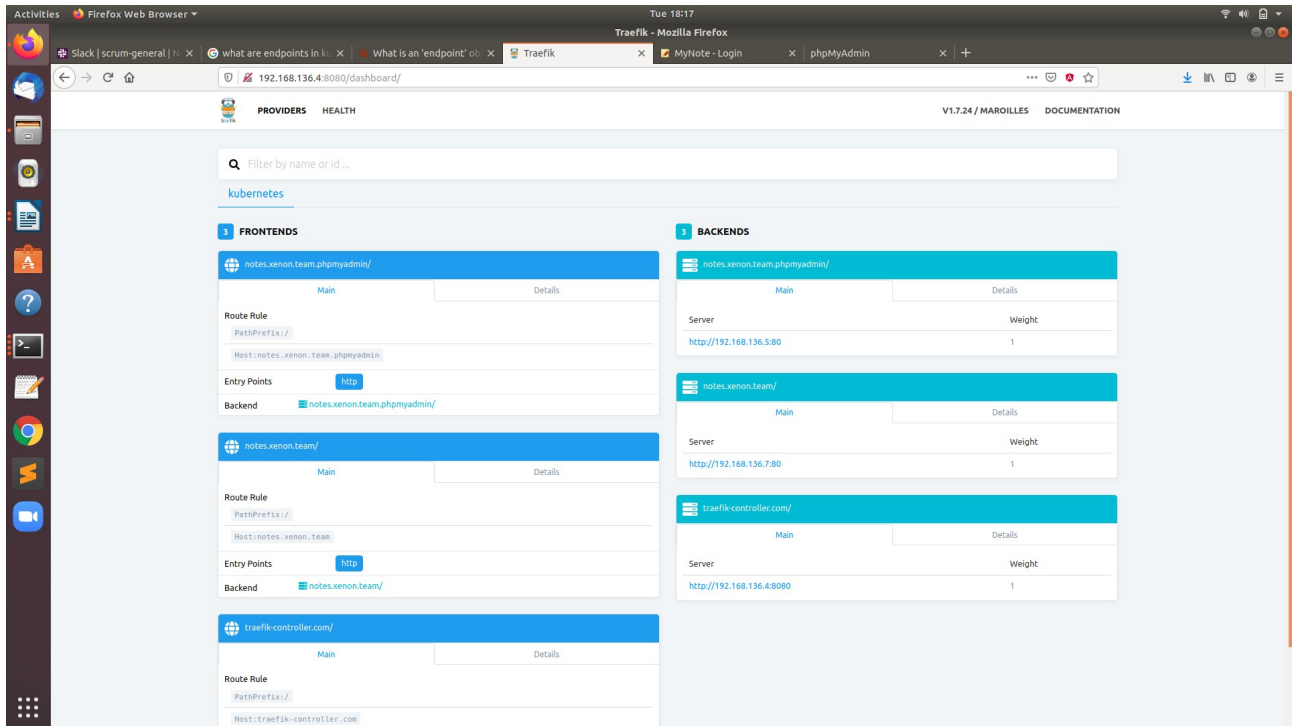 Activities Firefox Web Browser Tue 18:17
Traefik - Mozilla Firefox
Slack | scrum-general | N what are endpoints in ku What is an 'endpoint' ob Traefik MyNote - Login phpMyAdmin
192.168.136.4:8080/dashboard/
PROVIDERS HEALTH V1.7.24 / MAROILLES DOCUMENTATION
Filter by name or id ...
kubernetes
3 FRONTENDS
notes.xenon.team.phpmyadmin/
Main Details
Route Rule
PathPrefix:/
Host:notes.xenon.team.phpmyadmin
Entry Points http
Backend notes.xenon.team.phpmyadmin/
notes.xenon.team/
Main Details
Route Rule
PathPrefix:/
Host:notes.xenon.team
Entry Points http
Backend notes.xenon.team/
traefik-controller.com/
Main Details
Route Rule
PathPrefix:/
Host:traefik-controller.com
3 BACKENDS
notes.xenon.team.phpmyadmin/
Main Details
Server Weight
http://192.168.136.5:80 1
notes.xenon.team/
Main Details
Server Weight
http://192.168.136.7:80 1
traefik-controller.com/
Main Details
Server Weight
http://192.168.136.4:8080 1